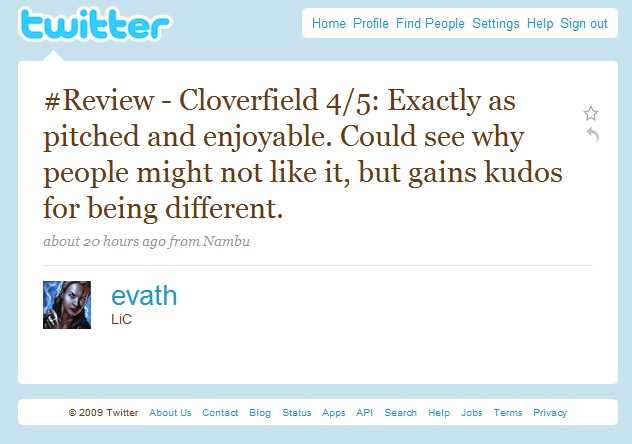 twitter
Home Profile Find People Settings Help Sign out
#Review - Cloverfield 4/5: Exactly as
pitched and enjoyable. Could see why
people might not like it, but gains kudos
for being different.
about 20 hours ago from Nambu
evath
LiC
© 2009 Twitter About Us Contact Blog Status Apps API Search Help Jobs Terms Privacy